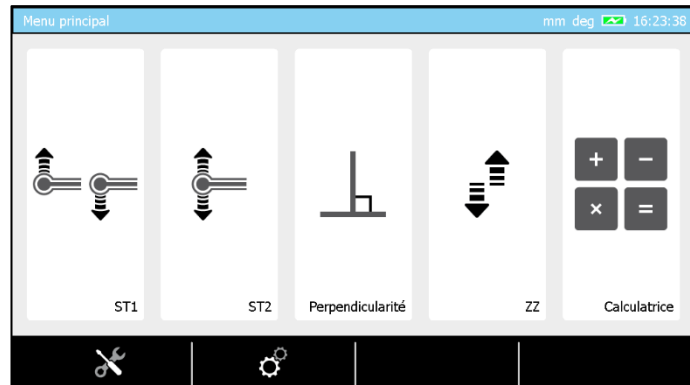 Menu principal mm deg 16:23:38
+ −
× =
ST1 ST2 Perpendicularité ZZ Calculatrice